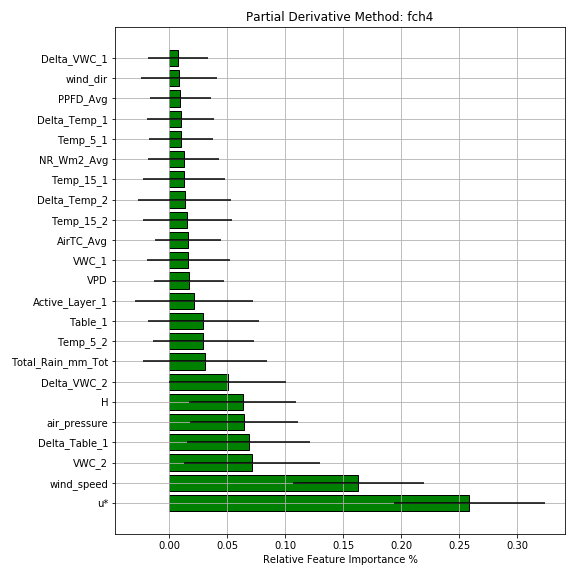 Partial Derivative Method: fch4
Delta_VWC_1
wind_dir
PPFD_Avg
Delta_Temp_1
Temp_5_1
NR_Wm2_Avg
Temp_15_1
Delta_Temp_2
Temp_15_2
AirTC_Avg
VWC_1
VPD
Active_Layer_1
Table_1
Temp_5_2
Total_Rain_mm_Tot
Delta_VWC_2
H
air_pressure
Delta_Table_1
VWC_2
wind_speed
u*
0.00 0.05 0.10 0.15 0.20 0.25 0.30
Relative Feature Importance %